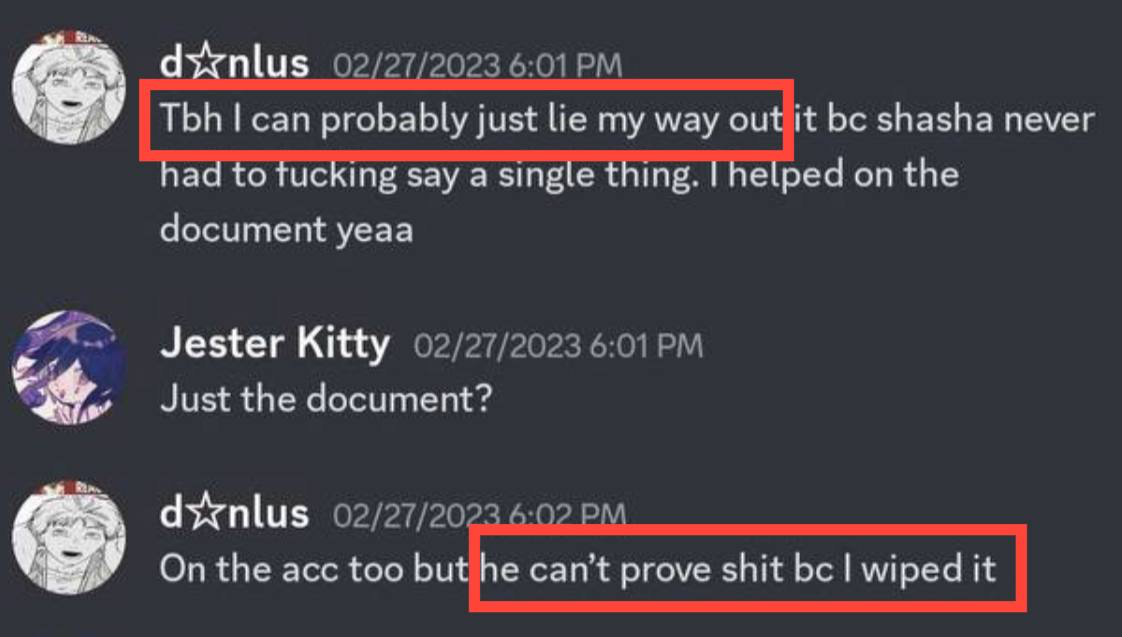 d☆nlus 02/27/2023 6:01 PM
Tbh I can probably just lie my way out it bc shasha never
had to fucking say a single thing. I helped on the
document yeaa
Jester Kitty 02/27/2023 6:01 PM
Just the document?
d☆nlus 02/27/2023 6:02 PM
On the acc too but he can’t prove shit bc I wiped it